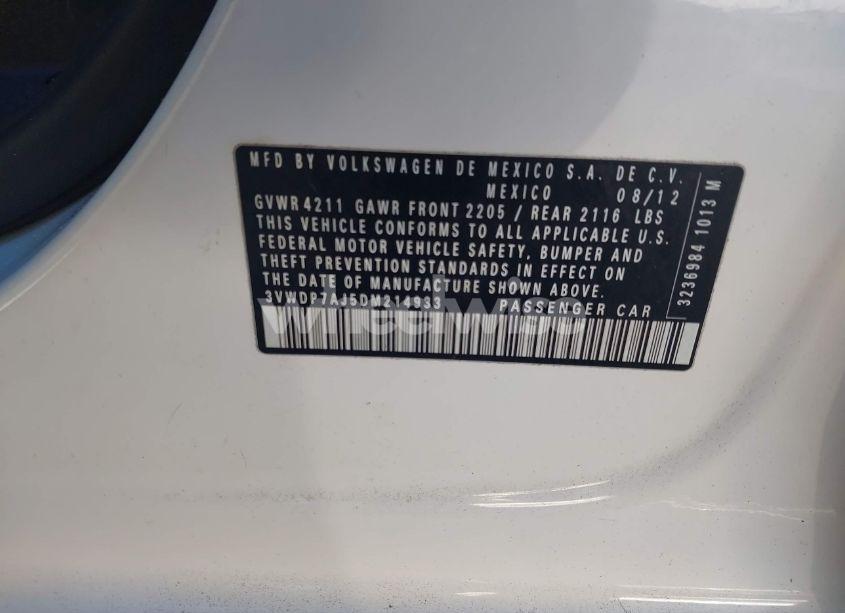 MFD BY VOLKSWAGEN DE MEXICO S.A. DE C.V.
MEXICO 08/12
GVWR 4211 GAWR FRONT 2205 / REAR 2116 LBS
THIS VEHICLE CONFORMS TO ALL APPLICABLE U.S.
FEDERAL MOTOR VEHICLE SAFETY, BUMPER AND
THEFT PREVENTION STANDARDS IN EFFECT ON
THE DATE OF MANUFACTURE SHOWN ABOVE.
3VWDP7AJ5DM214933 PASSENGER CAR
3236984 1013 M
wheelwise